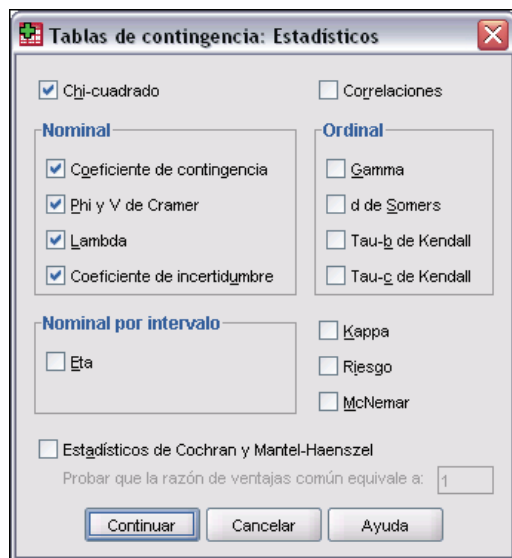 Tablas de contingencia: Estadísticos
Chi-cuadrado
Correlaciones
Nominal
Coeficiente de contingencia
Phi y V de Cramer
Lambda
Coeficiente de incertidumbre
Ordinal
Gamma
d de Somers
Tau-b de Kendall
Tau-c de Kendall
Nominal por intervalo
Eta
Kappa
Riesgo
McNemar
Estadísticos de Cochran y Mantel-Haenszel
Probar que la razón de ventajas común equivale a: 1
Continuar Cancelar Ayuda